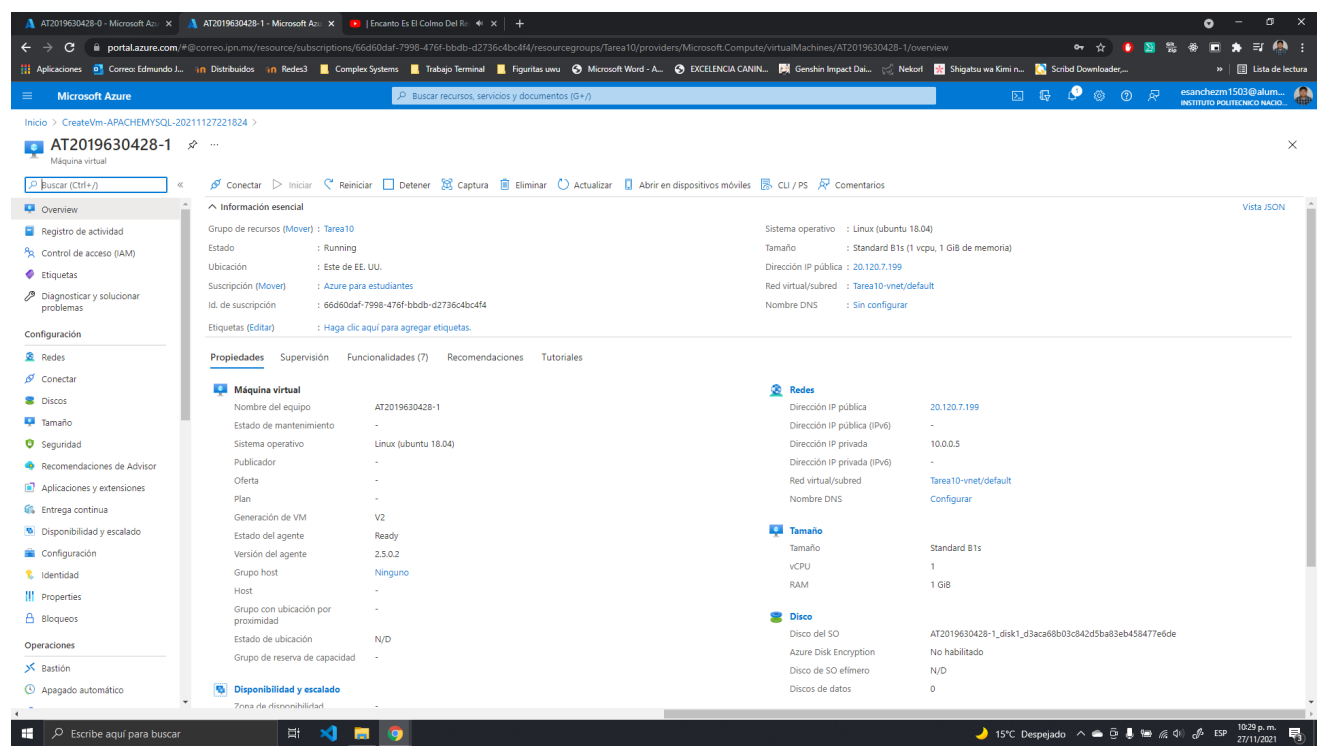 AT2019630428-0 - Microsoft Azu
AT2019630428-1 - Microsoft Azu
| Encanto Es El Colmo Del Re
portal.azure.com/#@correo.ipn.mx/resource/subscriptions/66d60daf-7998-476f-bbdb-d2736c4bc4f4/resourcegroups/Tarea10/providers/Microsoft.Compute/virtualMachines/AT2019630428-1/overview
Aplicaciones Correo: Edmundo J... Distribuidos Redes3 Complex Systems Trabajo Terminal Figuritas uwu Microsoft Word - A... EXCELENCIA CANIN... Genshin Impact Dai... Nekorf Shigatsu wa Kimi n... Scribd Downloader,... » Lista de lectura
Microsoft Azure
Buscar recursos, servicios y documentos (G+/)
1
esanchezm1503@alum...
INSTITUTO POLITECNICO NACIO...
Inicio > CreateVm-APACHEMYSQL-20211127221824 >
AT2019630428-1 ...
Máquina virtual
Buscar (Ctrl+/) «
Conectar Iniciar Reiniciar Detener Captura Eliminar Actualizar Abrir en dispositivos móviles CLI / PS Comentarios
Overview
Registro de actividad
Control de acceso (IAM)
Etiquetas
Diagnosticar y solucionar problemas
Configuración
Redes
Conectar
Discos
Tamaño
Seguridad
Recomendaciones de Advisor
Aplicaciones y extensiones
Entrega continua
Disponibilidad y escalado
Configuración
Identidad
Properties
Bloqueos
Operaciones
Bastión
Apagado automático
Información esencial
Vista JSON
Grupo de recursos (Mover) : Tarea10
Estado : Running
Ubicación : Este de EE. UU.
Suscripción (Mover) : Azure para estudiantes
Id. de suscripción : 66d60daf-7998-476f-bbdb-d2736c4bc4f4
Etiquetas (Editar) : Haga clic aquí para agregar etiquetas.
Sistema operativo : Linux (ubuntu 18.04)
Tamaño : Standard B1s (1 vcpu, 1 GiB de memoria)
Dirección IP pública : 20.120.7.199
Red virtual/subred : Tarea10-vnet/default
Nombre DNS : Sin configurar
Propiedades Supervisión Funcionalidades (7) Recomendaciones Tutoriales
Máquina virtual
Nombre del equipo AT2019630428-1
Estado de mantenimiento -
Sistema operativo Linux (ubuntu 18.04)
Publicador -
Oferta -
Plan -
Generación de VM V2
Estado del agente Ready
Versión del agente 2.5.0.2
Grupo host Ninguno
Host -
Grupo con ubicación por proximidad -
Estado de ubicación N/D
Grupo de reserva de capacidad -
Disponibilidad y escalado
Zona de disponibilidad -
Redes
Dirección IP pública 20.120.7.199
Dirección IP pública (IPv6) -
Dirección IP privada 10.0.0.5
Dirección IP privada (IPv6) -
Red virtual/subred Tarea10-vnet/default
Nombre DNS Configurar
Tamaño
Tamaño Standard B1s
vCPU 1
RAM 1 GiB
Disco
Disco del SO AT2019630428-1_disk1_d3aca68b03c842d5ba83eb458477e6de
Azure Disk Encryption No habilitado
Disco de SO efímero N/D
Discos de datos 0
Escribe aquí para buscar
15°C Despejado
ESP
10:29 p. m.
27/11/2021
3